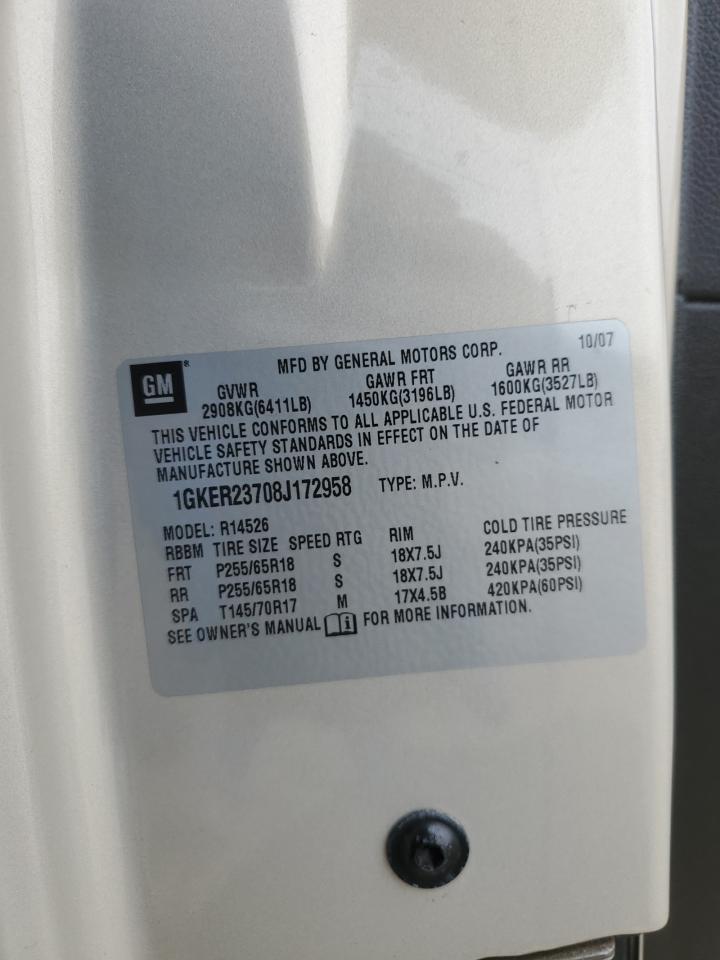 GM® MFD BY GENERAL MOTORS CORP. 10/07
GVWR GAWR FRT GAWR RR
2908KG(6411LB) 1450KG(3196LB) 1600KG(3527LB)
THIS VEHICLE CONFORMS TO ALL APPLICABLE U.S. FEDERAL MOTOR
VEHICLE SAFETY STANDARDS IN EFFECT ON THE DATE OF
MANUFACTURE SHOWN ABOVE.
1GKER23708J172958 TYPE: M.P.V.
MODEL: R14526
RBBM TIRE SIZE SPEED RTG RIM COLD TIRE PRESSURE
FRT P255/65R18 S 18X7.5J 240KPA(35PSI)
RR P255/65R18 S 18X7.5J 240KPA(35PSI)
SPA T145/70R17 M 17X4.5B 420KPA(60PSI)
SEE OWNER'S MANUAL i FOR MORE INFORMATION.